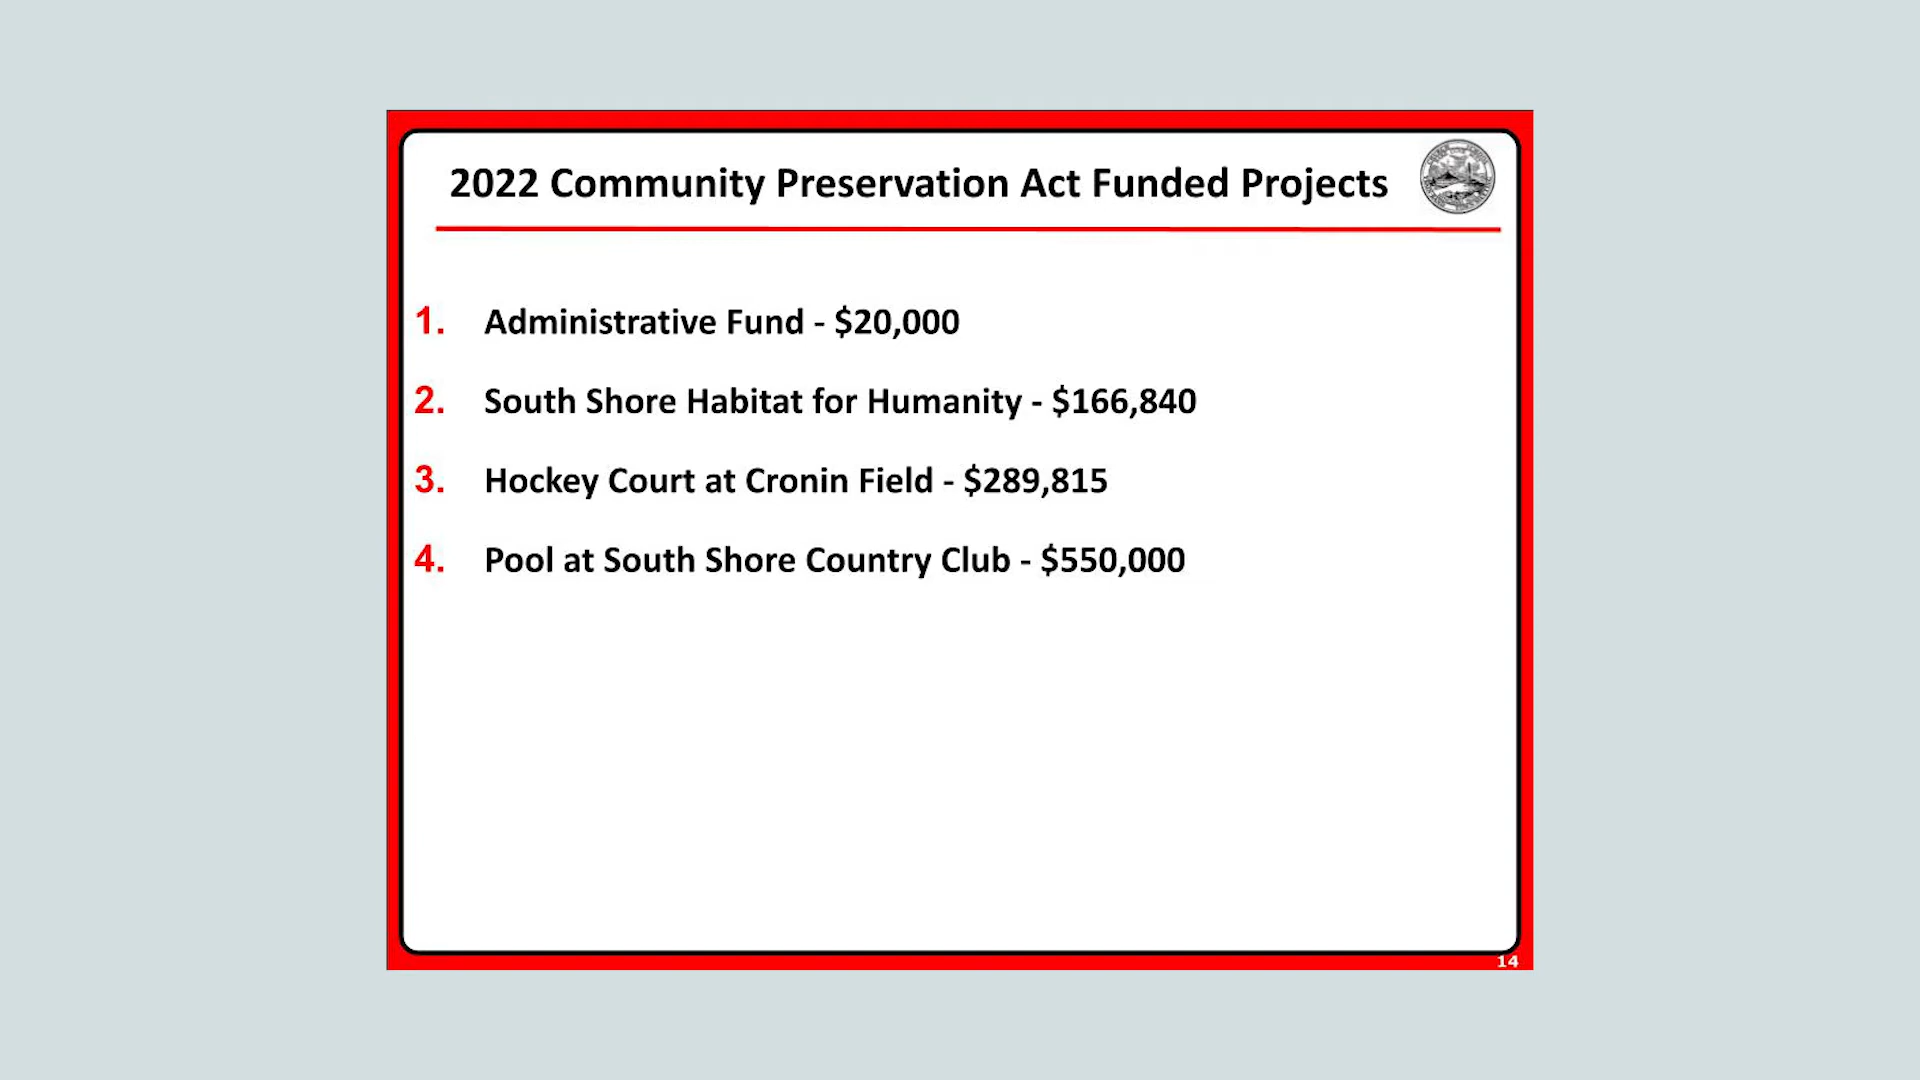 2022 Community Preservation Act Funded Projects
1. Administrative Fund - $20,000
2. South Shore Habitat for Humanity - $166,840
3. Hockey Court at Cronin Field - $289,815
4. Pool at South Shore Country Club - $550,000
14